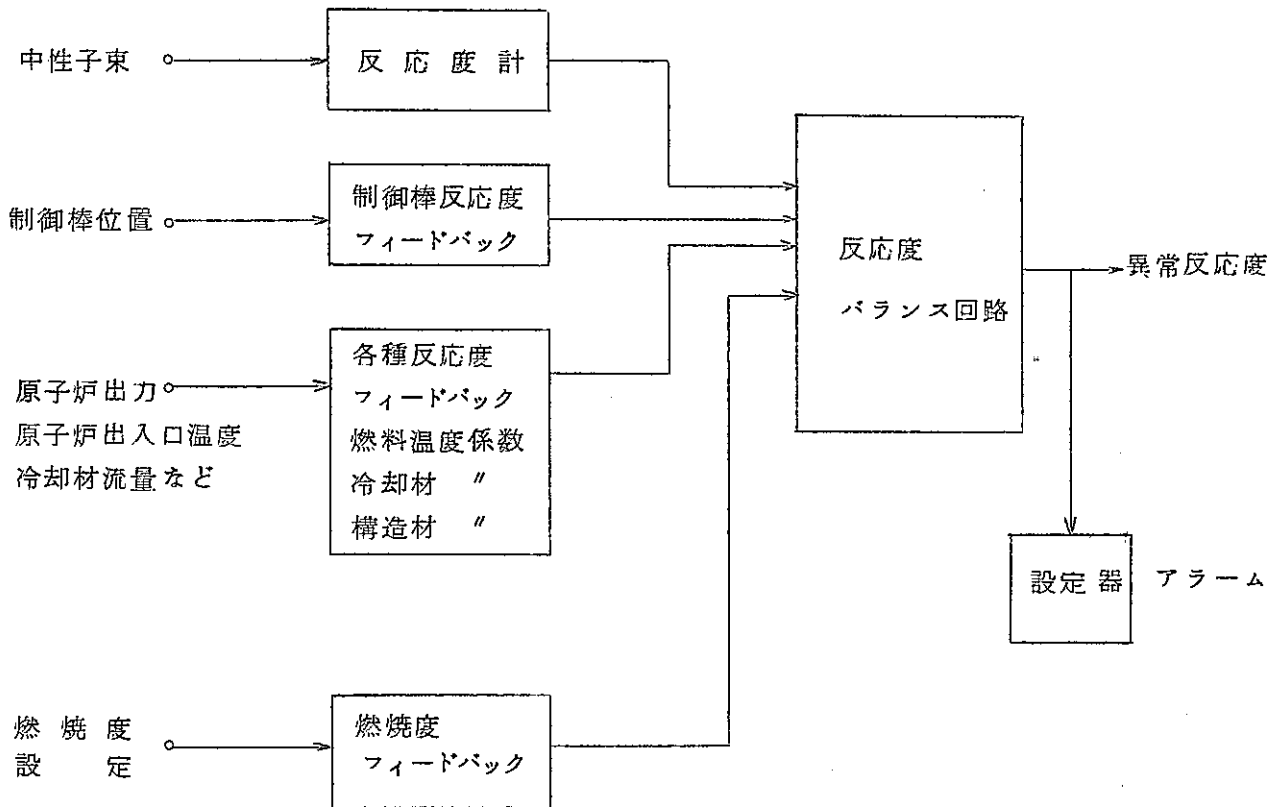 中性子束
反応度計
制御棒位置
制御棒反応度
フィードバック
反応度
バランス回路
異常反応度
原子炉出力
原子炉出入口温度
冷却材流量など
各種反応度
フィードバック
燃料温度係数
冷却材 〃
構造材 〃
設定器
アラーム
燃焼度
設定
燃焼度
フィードバック